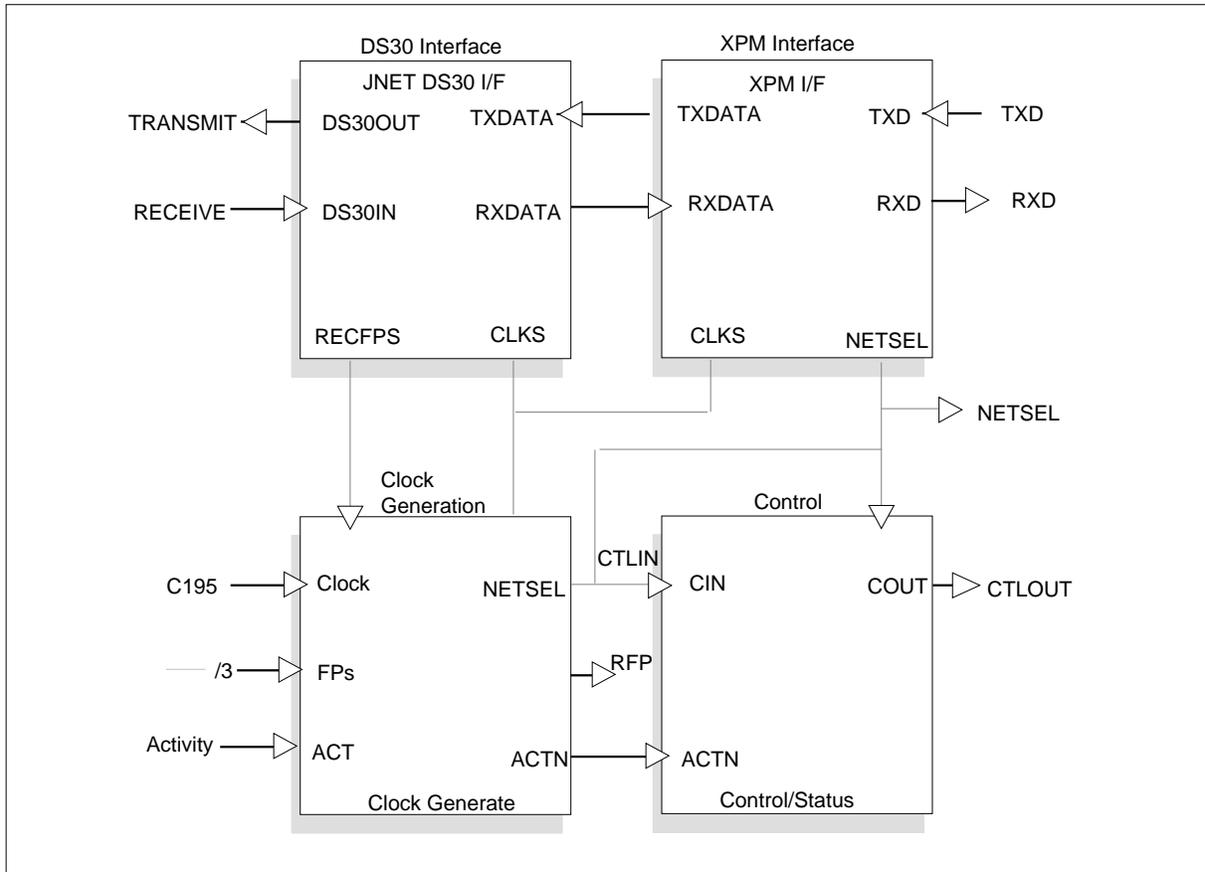 DS30 Interface
XPM Interface
JNET DS30 I/F
XPM I/F
TRANSMIT
DS30OUT
TXDATA
TXDATA
TXD
TXD
RECEIVE
DS30IN
RXDATA
RXDATA
RXD
RXD
RECFPS
CLKS
CLKS
NETSEL
NETSEL
Clock
Generation
Control
C195
Clock
NETSEL
CTLIN
CIN
COUT
CTLOUT
/3
FPs
RFP
Activity
ACT
ACTN
ACTN
Clock Generate
Control/Status